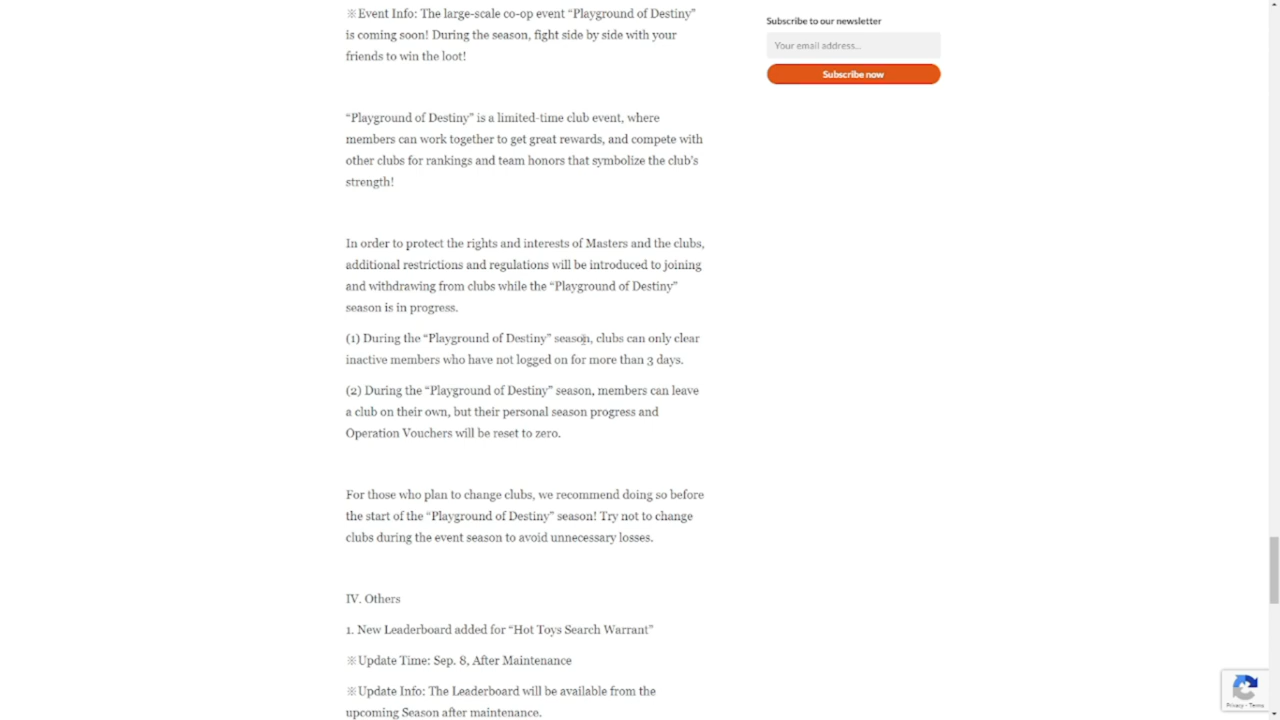 ※Event Info: The large-scale co-op event “Playground of Destiny”
is coming soon! During the season, fight side by side with your
friends to win the loot!
“Playground of Destiny” is a limited-time club event, where
members can work together to get great rewards, and compete with
other clubs for rankings and team honors that symbolize the club's
strength!
In order to protect the rights and interests of Masters and the clubs,
additional restrictions and regulations will be introduced to joining
and withdrawing from clubs while the “Playground of Destiny”
season is in progress.
(1) During the “Playground of Destiny” season, clubs can only clear
inactive members who have not logged on for more than 3 days.
(2) During the “Playground of Destiny” season, members can leave
a club on their own, but their personal season progress and
Operation Vouchers will be reset to zero.
For those who plan to change clubs, we recommend doing so before
the start of the “Playground of Destiny” season! Try not to change
clubs during the event season to avoid unnecessary losses.
IV. Others
1. New Leaderboard added for “Hot Toys Search Warrant”
※Update Time: Sep. 8, After Maintenance
※Update Info: The Leaderboard will be available from the
upcoming Season after maintenance.
Subscribe to our newsletter
Your email address...
Subscribe now
Privacy - Terms